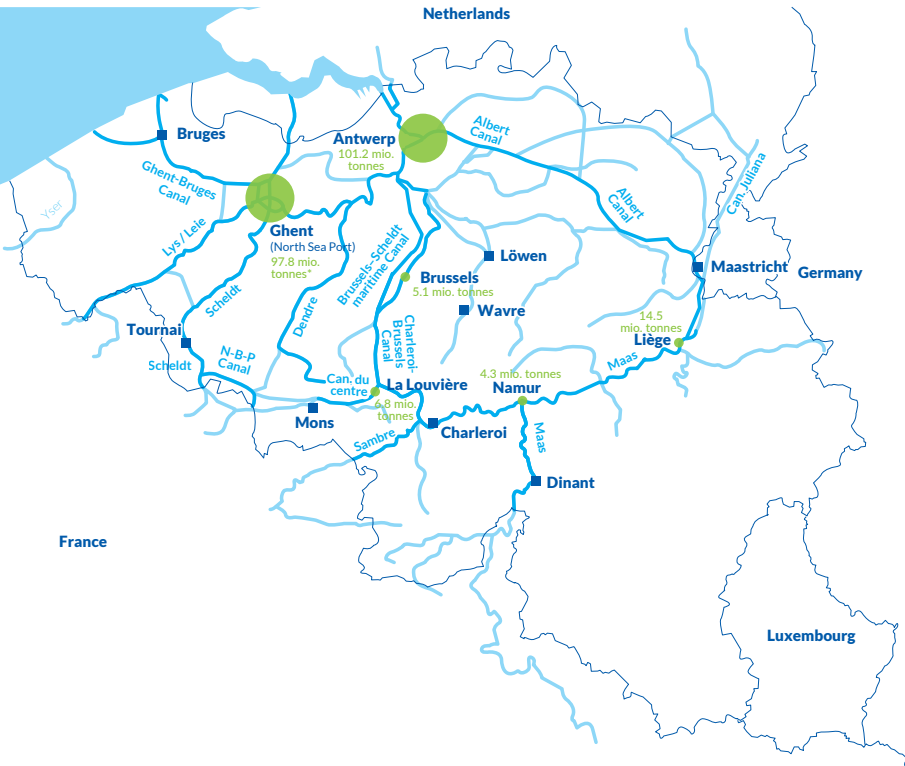 Netherlands
Bruges
Antwerp
101.2 mio.
tonnes
Albert
Canal
Can. Juliana
Ghent-Bruges
Canal
Yser
Lys / Leie
Ghent
(North Sea Port)
97.8 mio.
tonnes*
Albert
Canal
Brussels-Scheldt
maritime Canal
Löwen
Maastricht
Germany
Brussels
5.1 mio. tonnes
Scheldt
Dendre
Wavre
Tournai
14.5
mio. tonnes
Liège
Charleroi-
Brussels
Canal
Scheldt
N-B-P
Canal
Maas
4.3 mio. tonnes
Namur
Can. du
centre
La Louvière
6.8 mio.
tonnes
Mons
Charleroi
Sambre
Maas
Dinant
France
Luxembourg